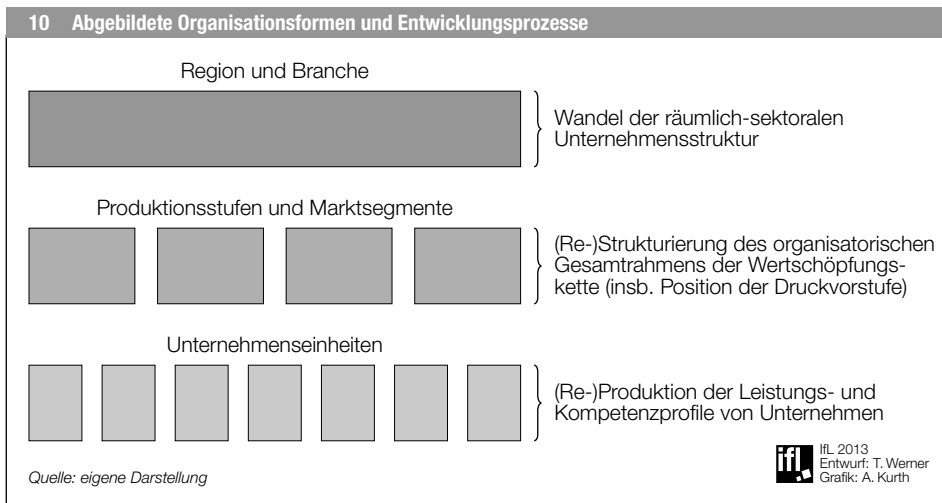 10 Abgebildete Organisationsformen und Entwicklungsprozesse
Region und Branche
Wandel der räumlich-sektoralen
Unternehmensstruktur
Produktionsstufen und Marktsegmente
(Re-)Strukturierung des organisatorischen
Gesamtrahmens der Wertschöpfungs-
kette (insb. Position der Druckvorstufe)
Unternehmenseinheiten
(Re-)Produktion der Leistungs- und
Kompetenzprofile von Unternehmen
Quelle: eigene Darstellung
ifl
IfL 2013
Entwurf: T. Werner
Grafik: A. Kurth